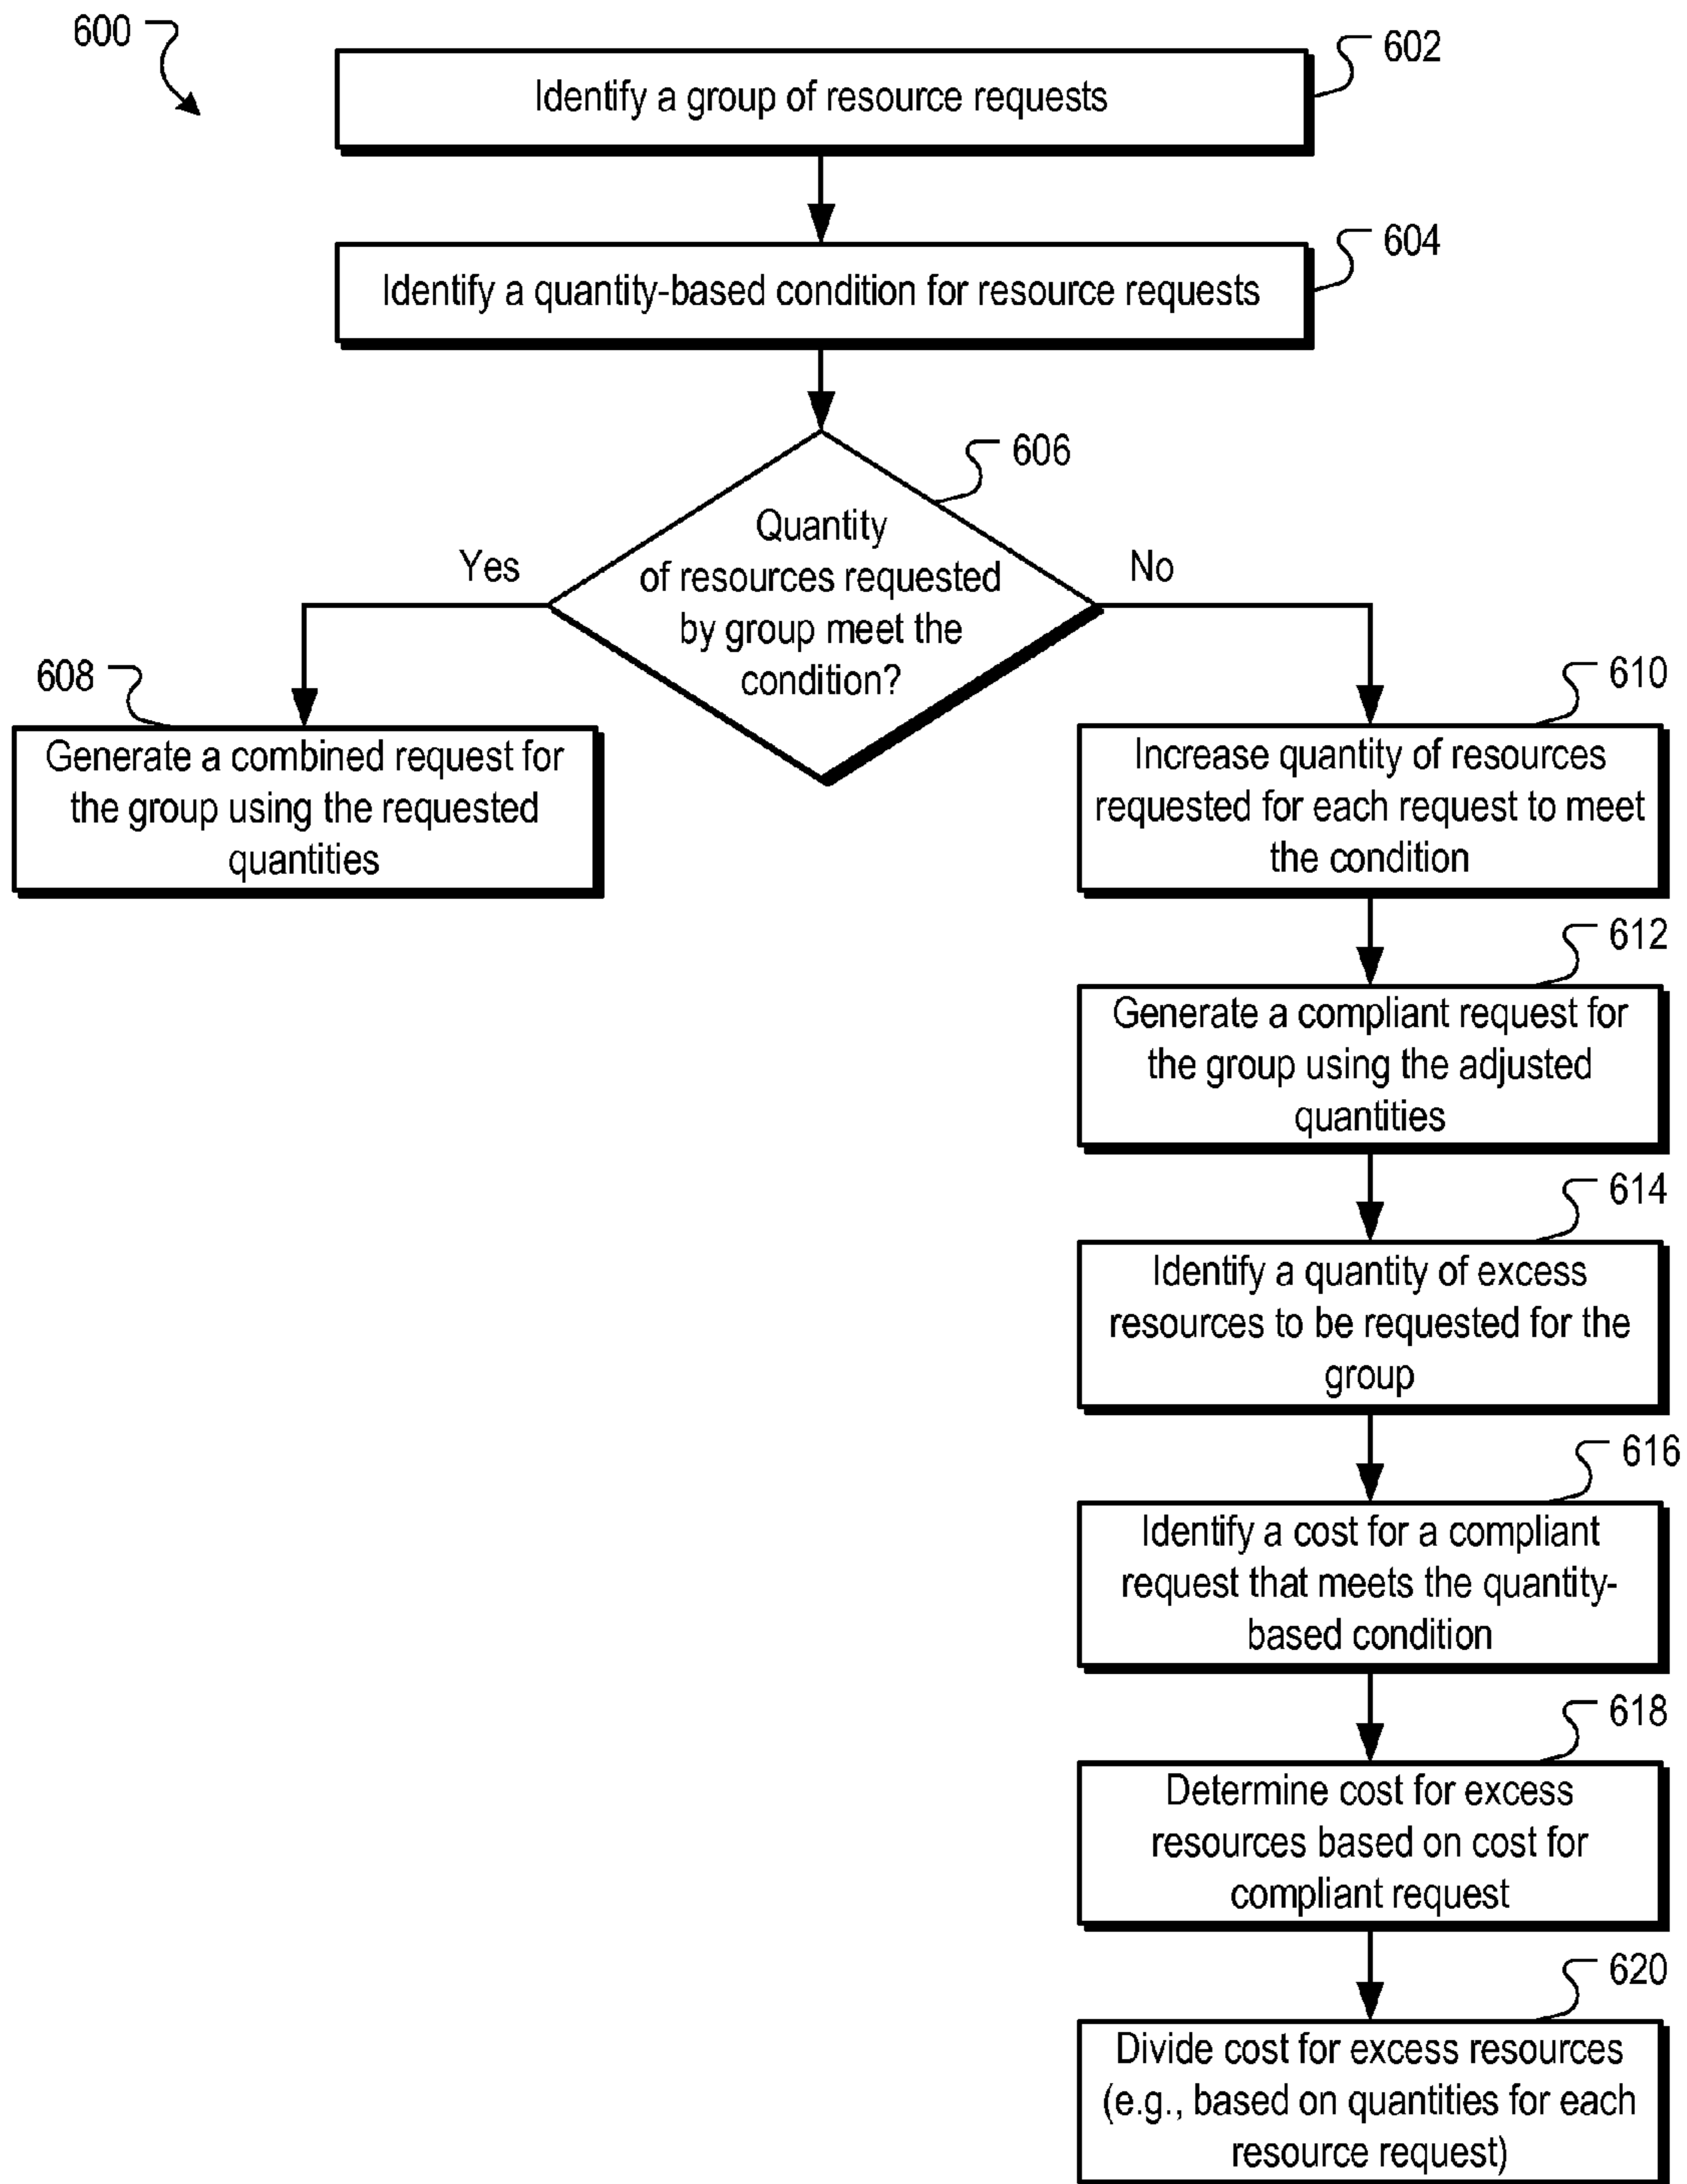 600
602
Identify a group of resource requests
604
Identify a quantity-based condition for resource requests
606
Quantity
of resources requested
by group meet the
condition?
Yes
No
608
Generate a combined request for
the group using the requested
quantities
610
Increase quantity of resources
requested for each request to meet
the condition
612
Generate a compliant request for
the group using the adjusted
quantities
614
Identify a quantity of excess
resources to be requested for the
group
616
Identify a cost for a compliant
request that meets the quantity-
based condition
618
Determine cost for excess
resources based on cost for
compliant request
620
Divide cost for excess resources
(e.g., based on quantities for each
resource request)